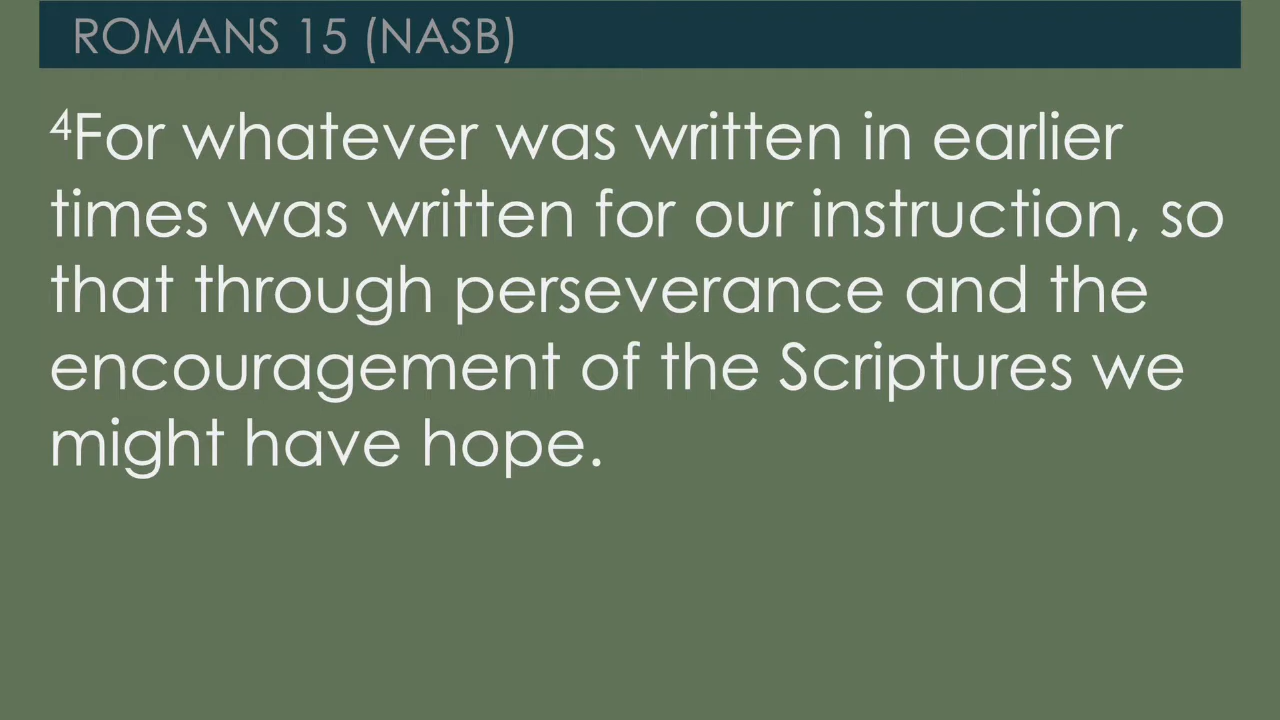 ROMANS 15 (NASB)
4For whatever was written in earlier
times was written for our instruction, so
that through perseverance and the
encouragement of the Scriptures we
might have hope.